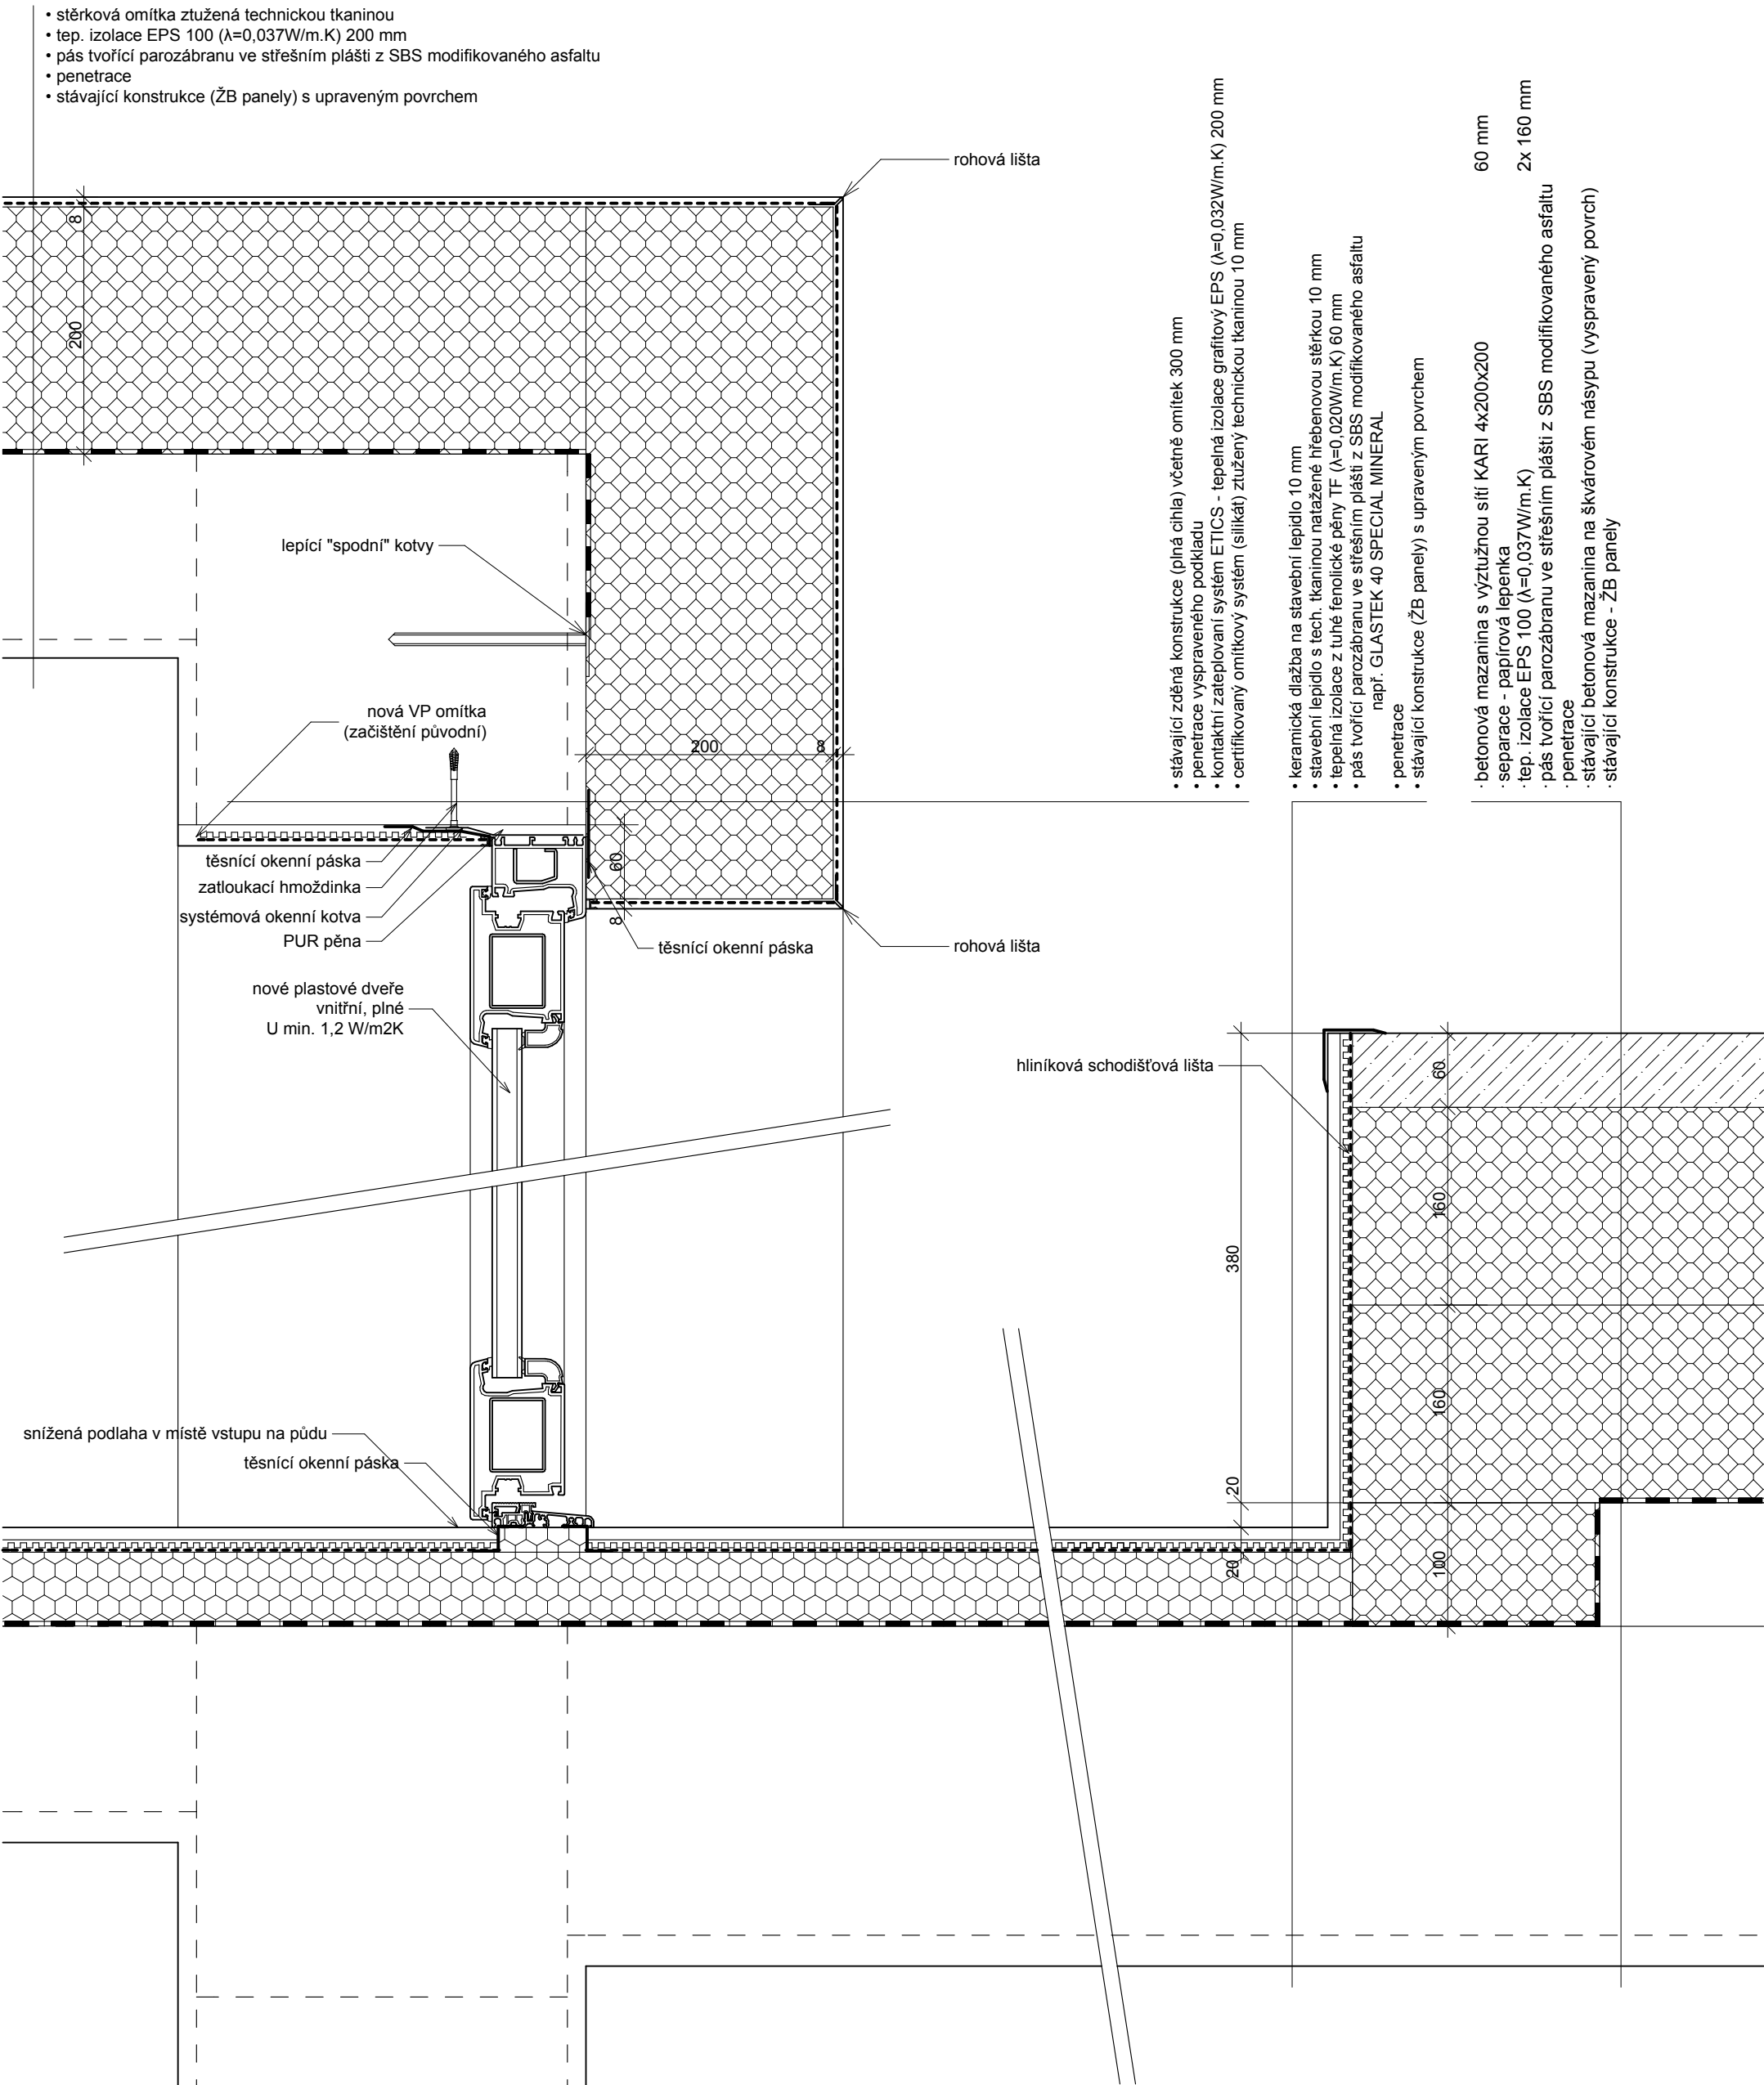 • stěrková omítka ztužená technickou tkaninou
• tep. izolace EPS 100 (λ=0,037W/m.K) 200 mm
• pás tvořící parozábranu ve střešním plášti z SBS modifikovaného asfaltu
• penetrace
• stávající konstrukce (ŽB panely) s upraveným povrchem
rohová lišta
8
200
lepící "spodní" kotvy
nová VP omítka
(začištění původní)
200
8
těsnící okenní páska
zatloukací hmoždinka
systémová okenní kotva
PUR pěna
60
8
těsnící okenní páska
rohová lišta
nové plastové dveře
vnitřní, plné
U min. 1,2 W/m2K
• stávající zděná konstrukce (plná cihla) včetně omítek 300 mm
• penetrace vyspraveného podkladu
• kontaktní zateplovaní systém ETICS - tepelná izolace grafitový EPS (λ=0,032W/m.K) 200 mm
• certifikovaný omítkový systém (silikát) ztužený technickou tkaninou 10 mm
• keramická dlažba na stavební lepidlo 10 mm
• stavební lepidlo s tech. tkaninou natažené hřebenovou stěrkou 10 mm
• tepelná izolace z tuhé fenolické pěny TF (λ=0,020W/m.K) 60 mm
• pás tvořící parozábranu ve střešním plášti z SBS modifikovaného asfaltu
např. GLASTEK 40 SPECIAL MINERAL
• penetrace
• stávající konstrukce (ŽB panely) s upraveným povrchem
· betonová mazanina s výztužnou sítí KARI 4x200x200 60 mm
· separace - papírová lepenka
· tep. izolace EPS 100 (λ=0,037W/m.K) 2x 160 mm
· pás tvořící parozábranu ve střešním plášti z SBS modifikovaného asfaltu
· penetrace
· stávající betonová mazanina na škvárovém násypu (vyspravený povrch)
· stávající konstrukce - ŽB panely
hliníková schodišťová lišta
60
160
380
160
20
20
100
snížená podlaha v místě vstupu na půdu
těsnící okenní páska